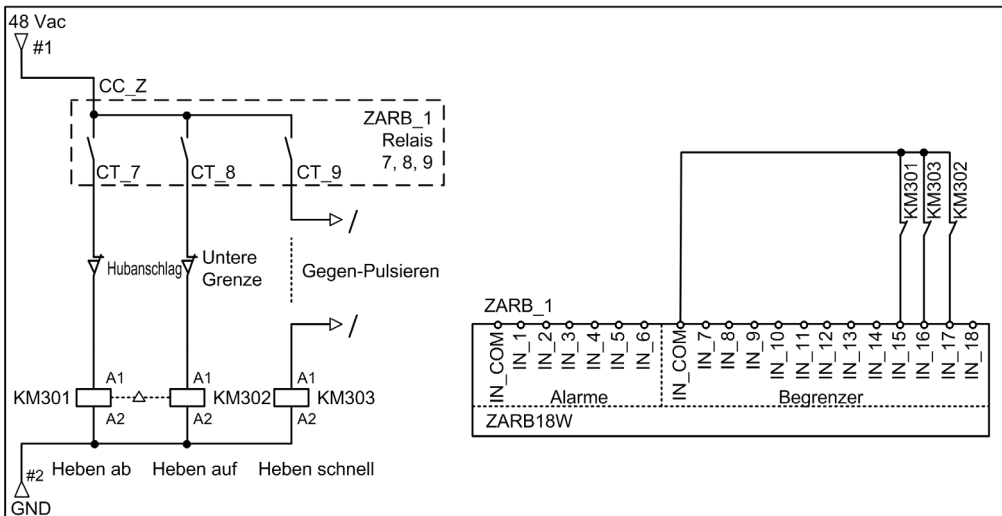 48 Vac
#1
CC_Z
ZARB_1
Relais
7, 8, 9
CT_7
CT_8
CT_9
Hubanschlag
Untere
Grenze
Gegen-Pulsieren
A1
A1
A1
KM301
KM302
KM303
A2
A2
A2
#2
Heben ab
Heben auf
Heben schnell
GND
KM301
KM303
KM302
ZARB_1
IN_COM
IN_1
IN_2
IN_3
IN_4
IN_5
IN_6
IN_COM
IN_7
IN_8
IN_9
IN_10
IN_11
IN_12
IN_13
IN_14
IN_15
IN_16
IN_17
IN_18
Alarme
Begrenzer
ZARB18W